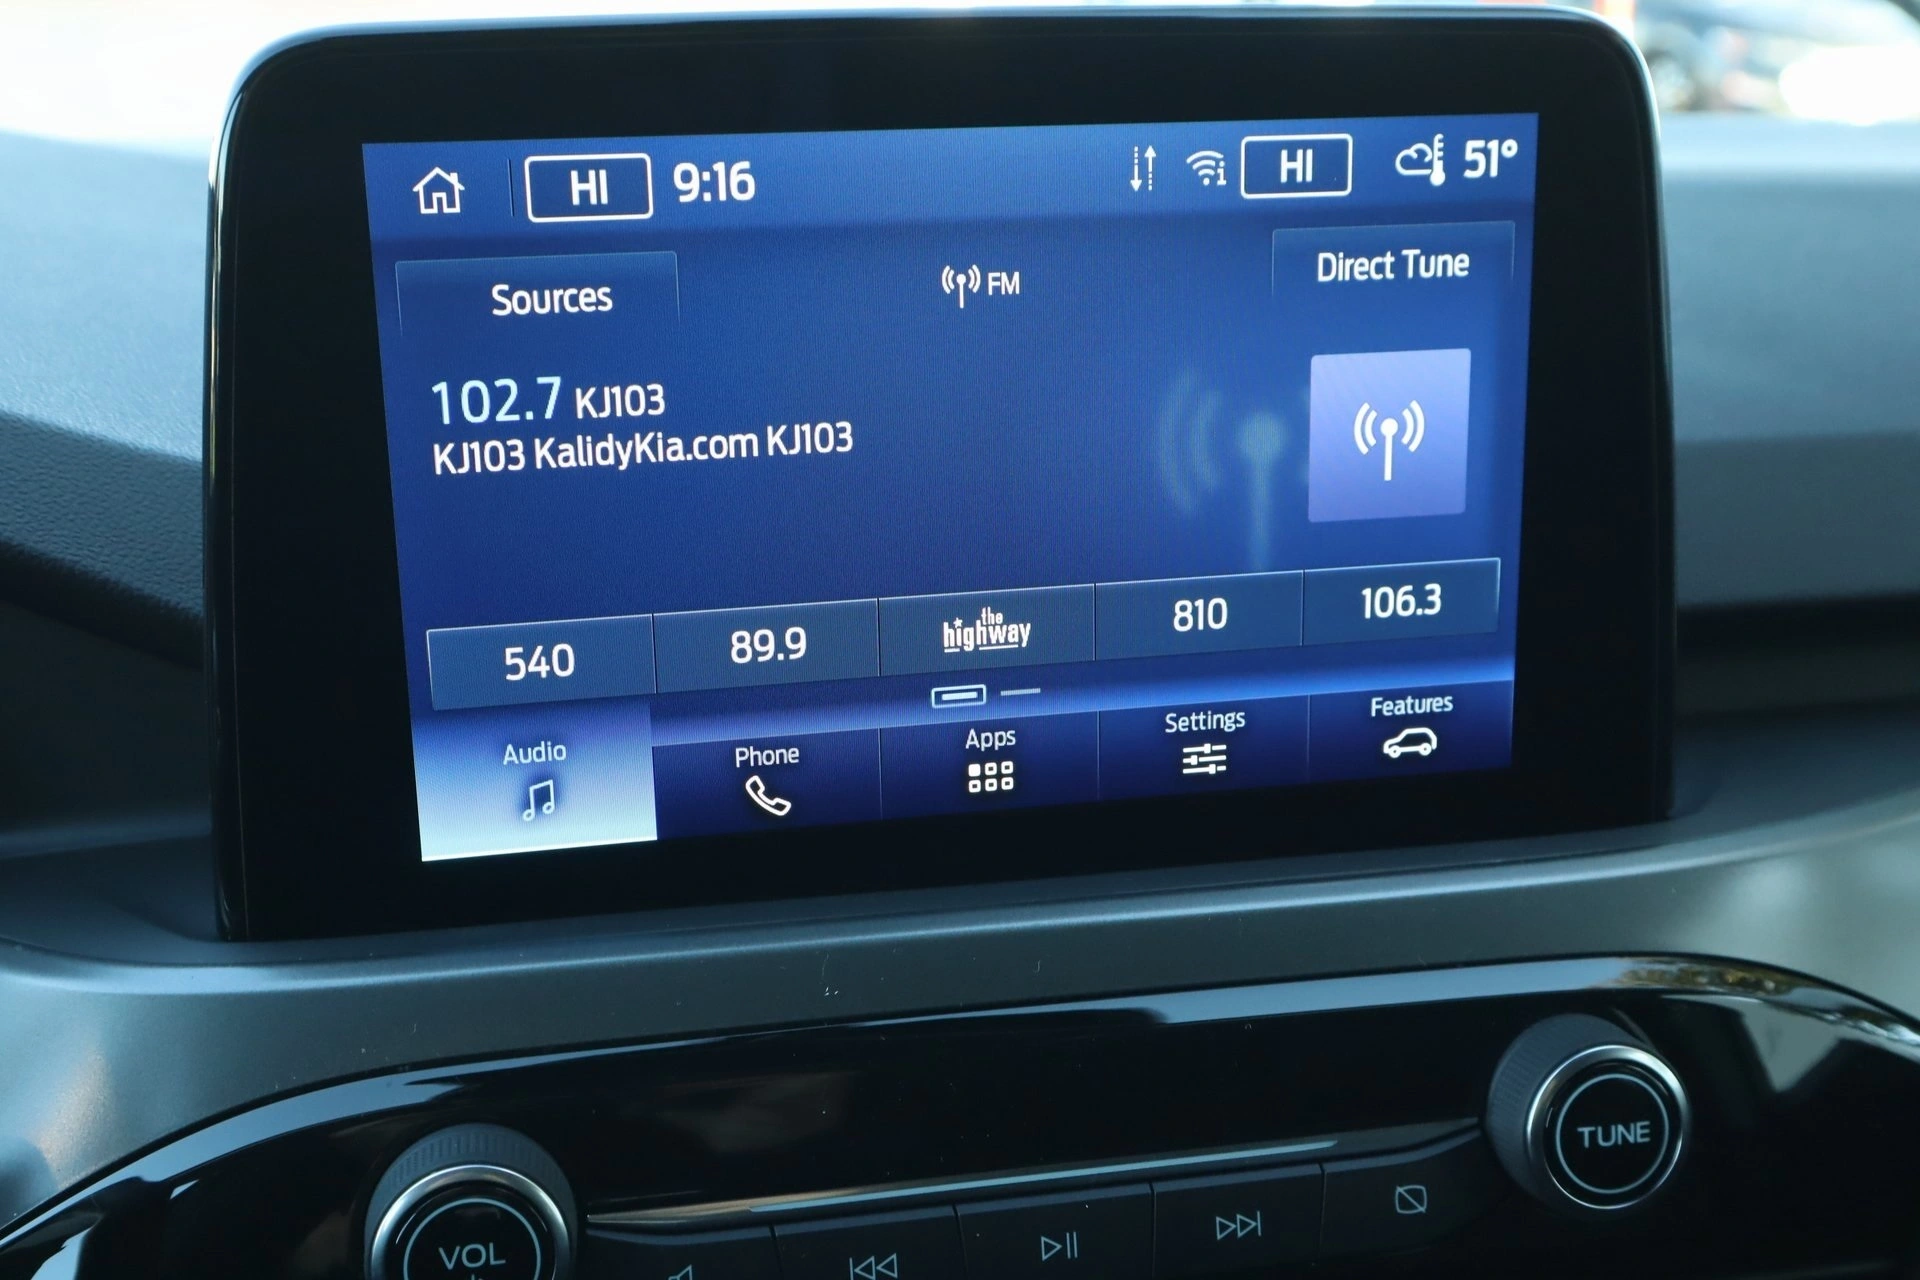 HI 9:16 HI 51°
Sources FM Direct Tune
102.7 KJ103
KJ103 KalidyKia.com KJ103
540 89.9 the highway 810 106.3
Audio Phone Apps Settings Features
VOL TUNE